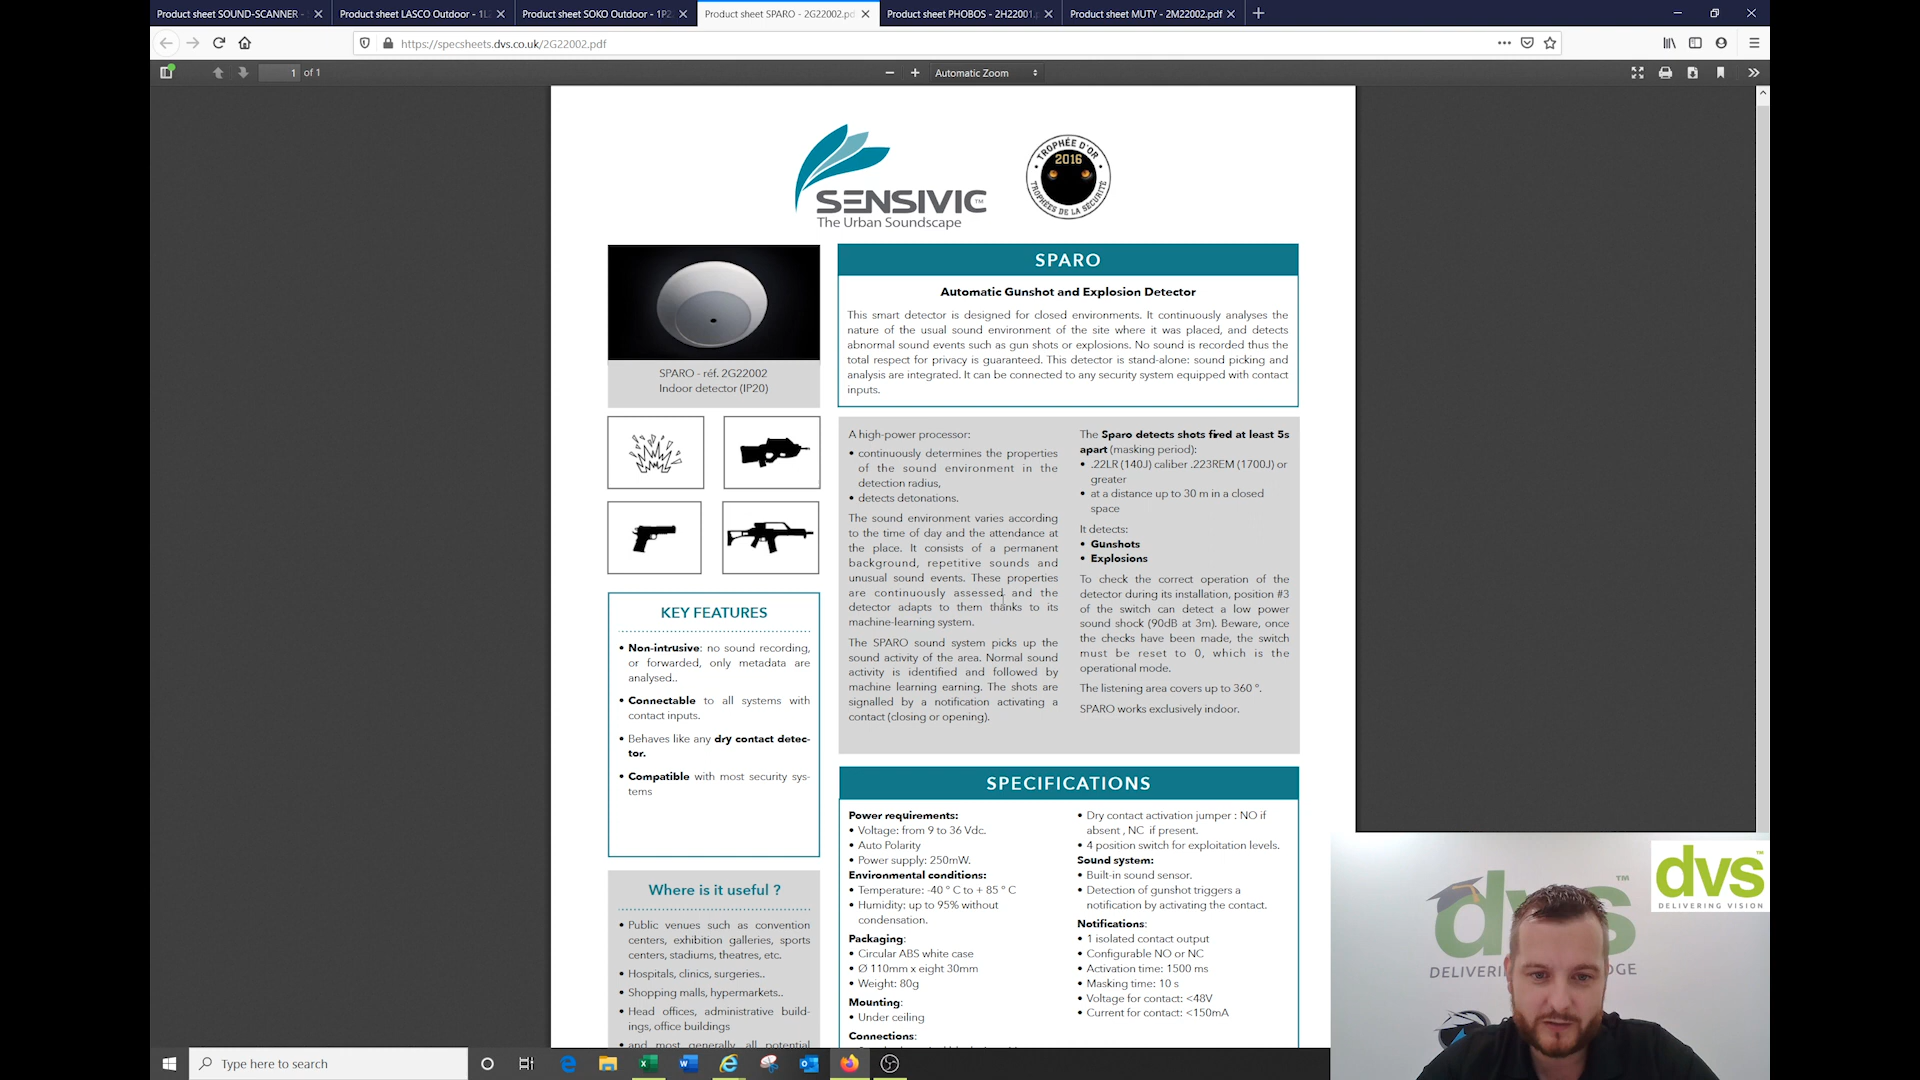 Product sheet SOUND-SCANNER -
Product sheet LASCO Outdoor - 1L
Product sheet SOKO Outdoor - 1P2
Product sheet SPARO - 2G22002.pd
Product sheet PHOBOS - 2H22001.
Product sheet MUTY - 2M22002.pdf
https://specsheets.dvs.co.uk/2G22002.pdf
1 of 1
Automatic Zoom
SENSIVIC™
The Urban Soundscape
TROPHÉE D'OR
2016
TROPHÉES DE LA SÉCURITÉ
SPARO
Automatic Gunshot and Explosion Detector
This smart detector is designed for closed environments. It continuously analyses the
nature of the usual sound environment of the site where it was placed, and detects
abnormal sound events such as gun shots or explosions. No sound is recorded thus the
total respect for privacy is guaranteed. This detector is stand-alone: sound picking and
analysis are integrated. It can be connected to any security system equipped with contact
inputs.
SPARO - réf. 2G22002
Indoor detector (IP20)
A high-power processor:
• continuously determines the properties
of the sound environment in the
detection radius,
• detects detonations.
The sound environment varies according
to the time of day and the attendance at
the place. It consists of a permanent
background, repetitive sounds and
unusual sound events. These properties
are continuously assessed and the
detector adapts to them thanks to its
machine-learning system.
The SPARO sound system picks up the
sound activity of the area. Normal sound
activity is identified and followed by
machine learning earning. The shots are
signalled by a notification activating a
contact (closing or opening).
The Sparo detects shots fired at least 5s
apart (masking period):
• .22LR (140J) caliber .223REM (1700J) or
greater
• at a distance up to 30 m in a closed
space
It detects:
• Gunshots
• Explosions
To check the correct operation of the
detector during its installation, position #3
of the switch can detect a low power
sound shock (90dB at 3m). Beware, once
the checks have been made, the switch
must be reset to 0, which is the
operational mode.
The listening area covers up to 360 °.
SPARO works exclusively indoor.
KEY FEATURES
• Non-intrusive: no sound recording,
or forwarded, only metadata are
analysed..
• Connectable to all systems with
contact inputs.
• Behaves like any dry contact detec-
tor.
• Compatible with most security sys-
tems
Where is it useful ?
• Public venues such as convention
centers, exhibition galleries, sports
centers, stadiums, theatres, etc.
• Hospitals, clinics, surgeries..
• Shopping malls, hypermarkets..
• Head offices, administrative build-
ings, office buildings
• and most generally, all potential
SPECIFICATIONS
Power requirements:
• Voltage: from 9 to 36 Vdc.
• Auto Polarity
• Power supply: 250mW.
Environmental conditions:
• Temperature: -40 ° C to + 85 ° C
• Humidity: up to 95% without
condensation.
Packaging:
• Circular ABS white case
• Ø 110mm x eight 30mm
• Weight: 80g
Mounting:
• Under ceiling
Connections:
• Dry contact activation jumper : NO if
absent , NC if present.
• 4 position switch for exploitation levels.
Sound system:
• Built-in sound sensor.
• Detection of gunshot triggers a
notification by activating the contact.
Notifications:
• 1 isolated contact output
• Configurable NO or NC
• Activation time: 1500 ms
• Masking time: 10 s
• Voltage for contact: <48V
• Current for contact: <150mA
dvs™
DELIVERING VISION
dvs™
Type here to search